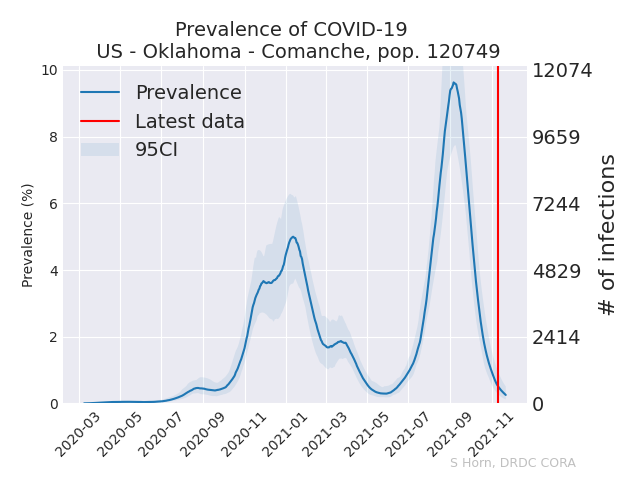 Prevalence of COVID-19
US - Oklahoma - Comanche, pop. 120749
Prevalence
Latest data
95CI
Prevalence (%)
10
8
6
4
2
0
12074
9659
7244
4829
2414
0
# of infections
2020-03
2020-05
2020-07
2020-09
2020-11
2021-01
2021-03
2021-05
2021-07
2021-09
2021-11
S Horn, DRDC CORA